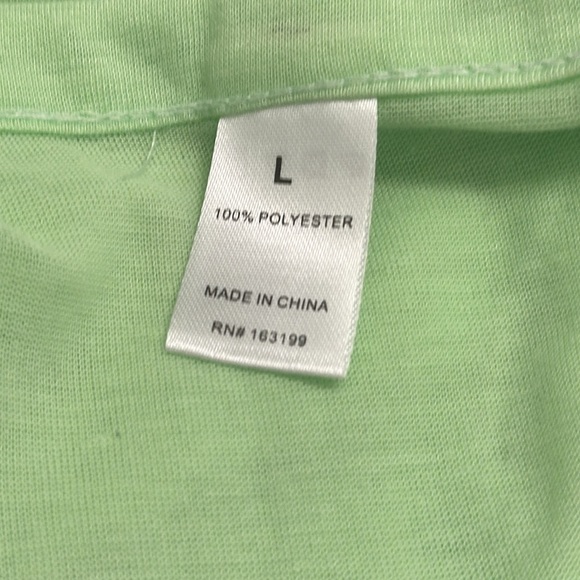 L
100% POLYESTER
MADE IN CHINA
RN# 163199